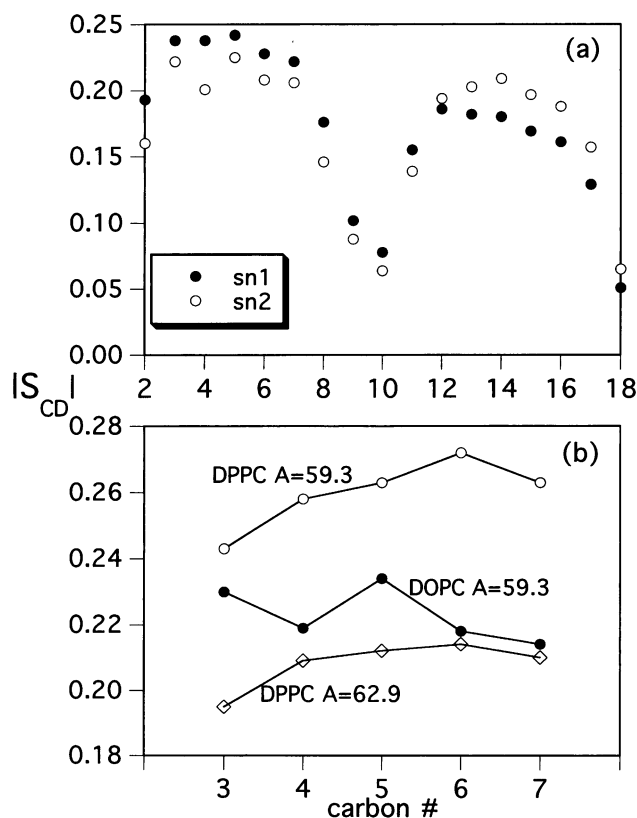 0.25
(a)
0.20
0.15
0.10
sn1
sn2
0.05
0.00
2 4 6 8 10 12 14 16 18
|S_CD|
0.28
(b)
DPPC A=59.3
0.26
0.24
DOPC A=59.3
0.22
DPPC A=62.9
0.20
0.18
3 4 5 6 7
carbon #